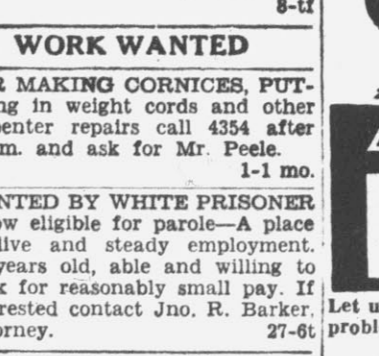 8-tf
WORK WANTED
R MAKING CORNICES, PUT-
ng in weight cords and other
penter repairs call 4354 after
m. and ask for Mr. Peele.
1-1 mo.
NTED BY WHITE PRISONER
ow eligible for parole—A place
live and steady employment.
years old, able and willing to
k for reasonably small pay. If
rested contact Jno. R. Barker,
orney. 27-6t
Let u
probl